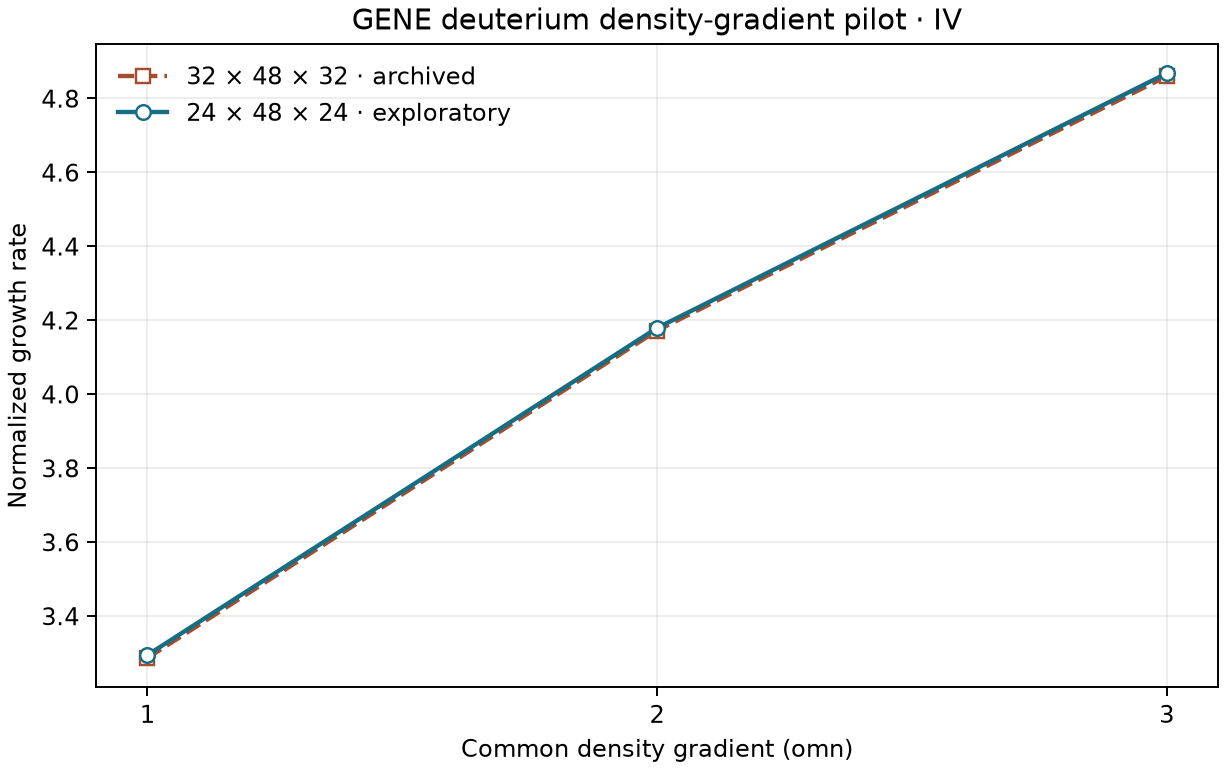 GENE deuterium density-gradient pilot · IV
32 × 48 × 32 · archived
24 × 48 × 24 · exploratory
4.8
4.6
4.4
4.2
4.0
3.8
3.6
3.4
Normalized growth rate
1 2 3
Common density gradient (omn)